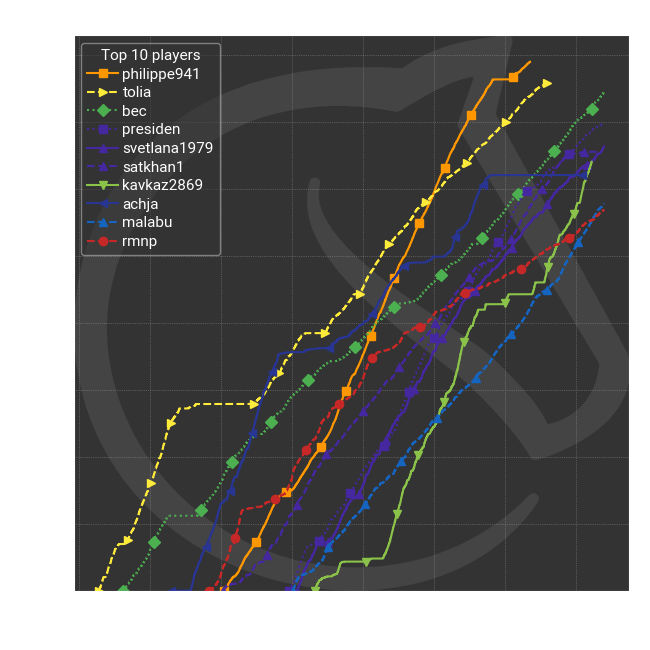 Top 10 players
philippe941
tolia
bec
presiden
svetlana1979
satkhan1
kavkaz2869
achja
malabu
rmnp